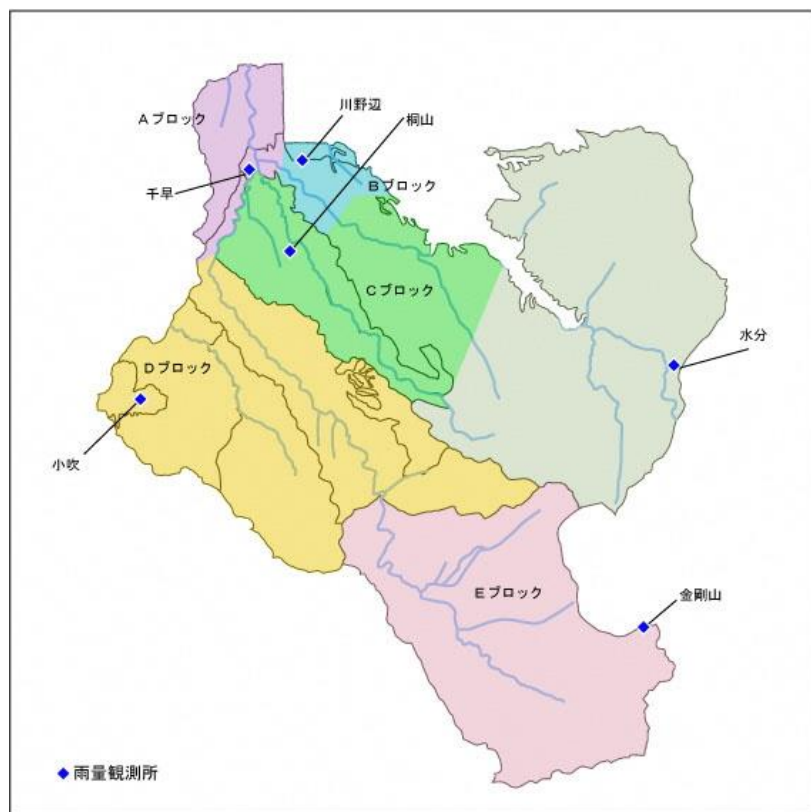 川野辺
桐山
Aブロック
千早
Bブロック
Cブロック
水分
Dブロック
小吹
Eブロック
金剛山
雨量観測所